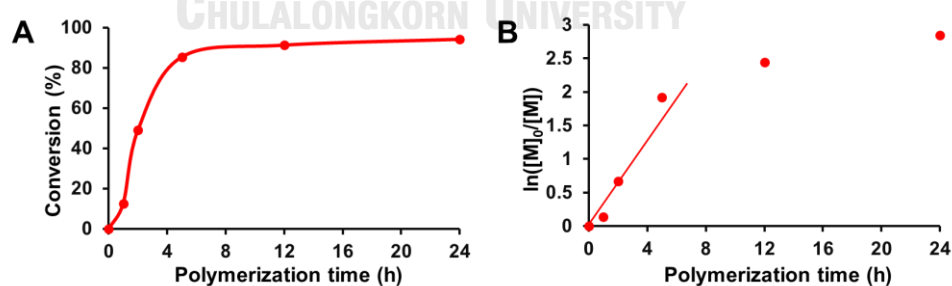 CHULALONGKORN UNIVERSITY
A
100
80
60
40
20
0
Conversion (%)
0 4 8 12 16 20 24
Polymerization time (h)
B
3
2.5
2
1.5
1
0.5
0
ln([M]₀/[M])
0 4 8 12 16 20 24
Polymerization time (h)